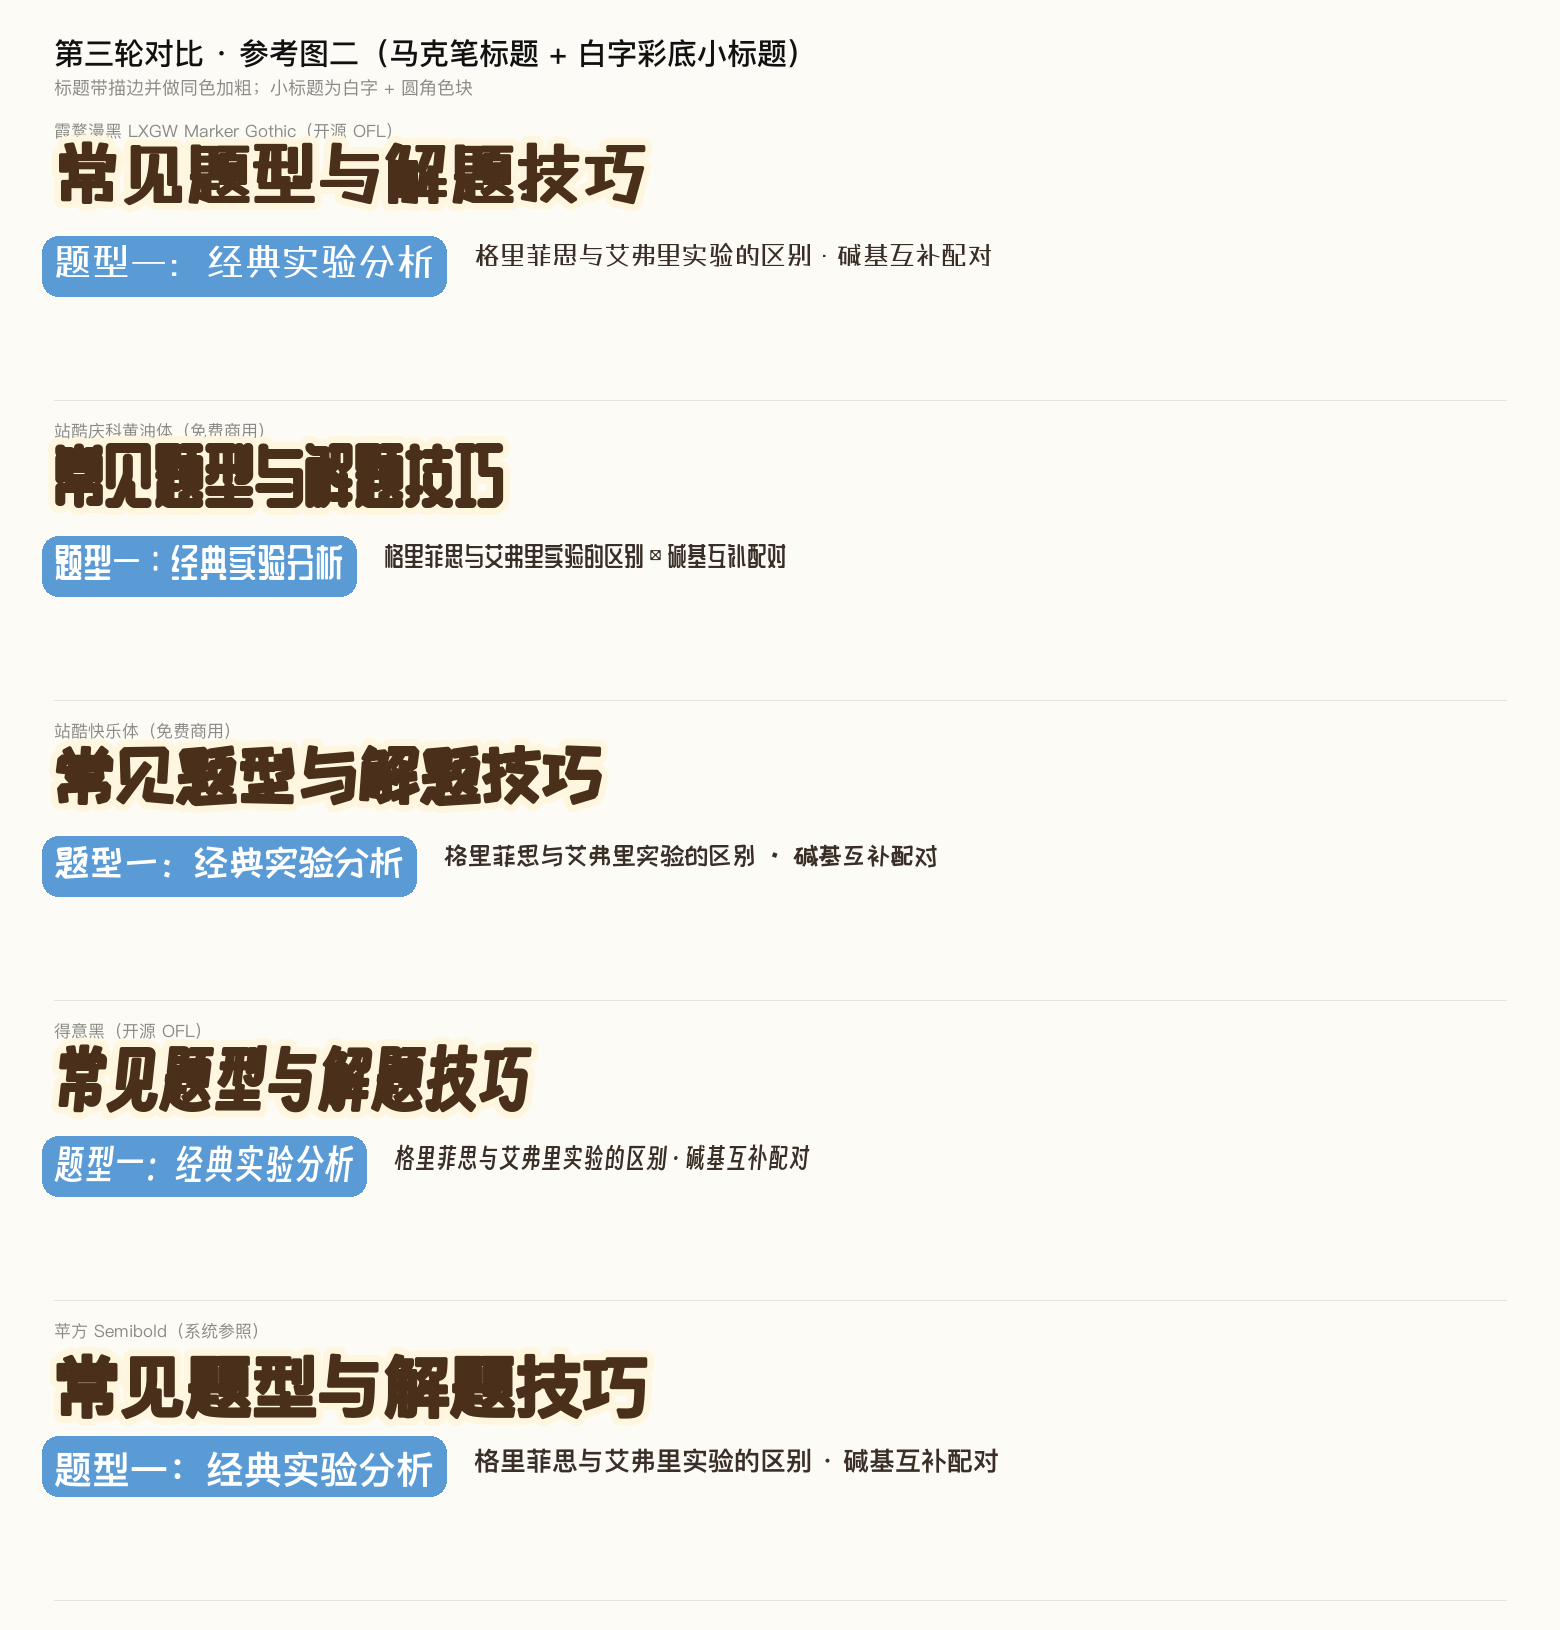 第三轮对比 · 参考图二（马克笔标题 + 白字彩底小标题）
标题带描边并做同色加粗；小标题为白字 + 圆角色块
霞鹜漫黑 LXGW Marker Gothic（开源 OFL）
常见题型与解题技巧
题型一：经典实验分析 格里菲思与艾弗里实验的区别 · 碱基互补配对
站酷庆科黄油体（免费商用）
常见题型与解题技巧
题型一：经典实验分析 格里菲思与艾弗里实验的区别 ⊠ 碱基互补配对
站酷快乐体（免费商用）
常见题型与解题技巧
题型一：经典实验分析 格里菲思与艾弗里实验的区别 · 碱基互补配对
得意黑（开源 OFL）
常见题型与解题技巧
题型一：经典实验分析 格里菲思与艾弗里实验的区别 · 碱基互补配对
苹方 Semibold（系统参照）
常见题型与解题技巧
题型一：经典实验分析 格里菲思与艾弗里实验的区别 · 碱基互补配对